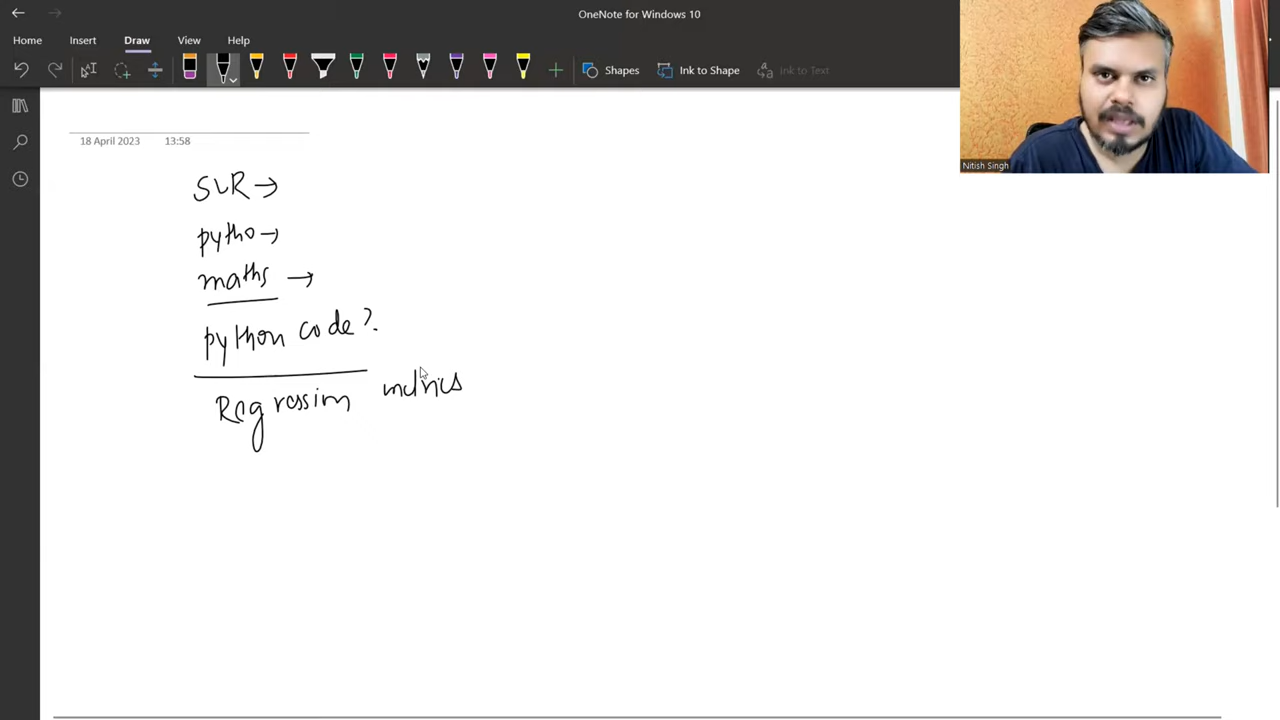 OneNote for Windows 10
Home Insert Draw View Help
Shapes Ink to Shape Ink to Text
Nitish Singh
18 April 2023 13:58
SLR →
pytho →
maths →
python code?
Regression metrics